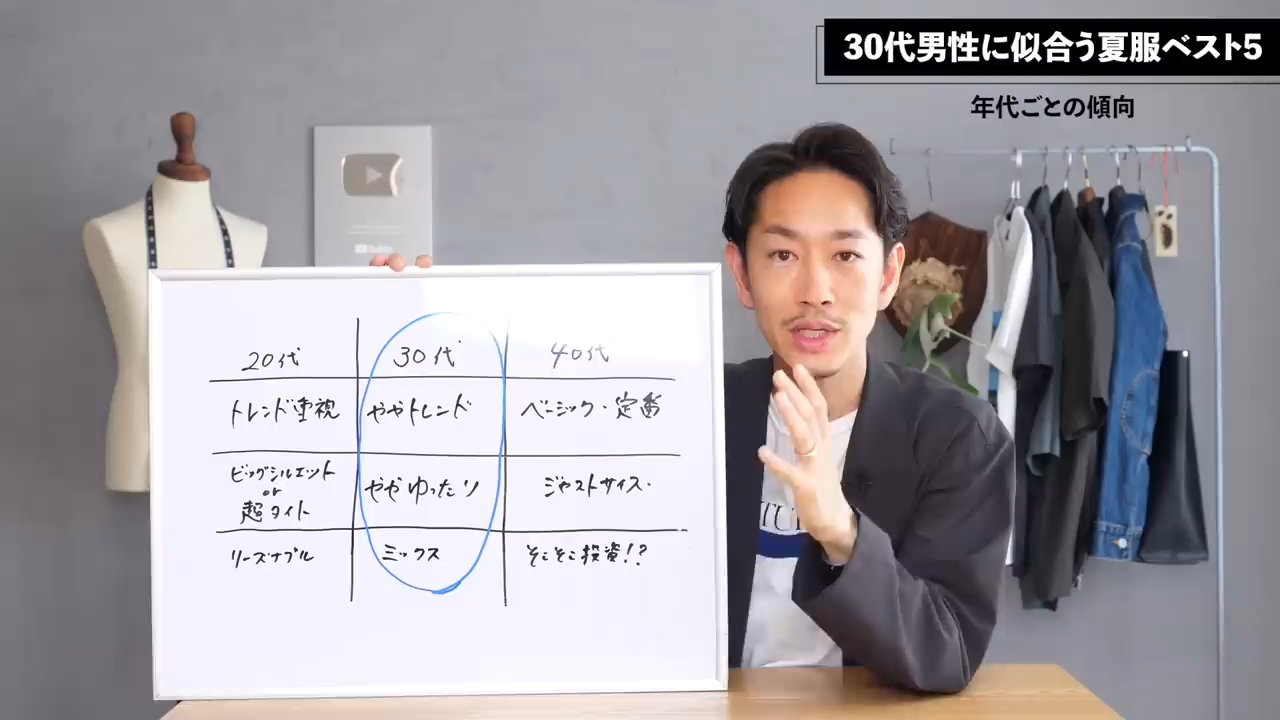 30代男性に似合う夏服ベスト5
年代ごとの傾向
20代 30代 40代
トレンド重視 ややトレンド ベーシック・定番
ビッグシルエット
or
超タイト
ややゆったり ジャストサイズ
リーズナブル ミックス そこそこ投資!?
YouTube